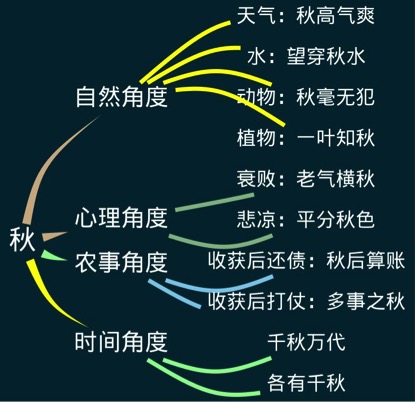 秋
自然角度
天气：秋高气爽
水：望穿秋水
动物：秋毫无犯
植物：一叶知秋
心理角度
衰败：老气横秋
悲凉：平分秋色
农事角度
收获后还债：秋后算账
收获后打仗：多事之秋
时间角度
千秋万代
各有千秋